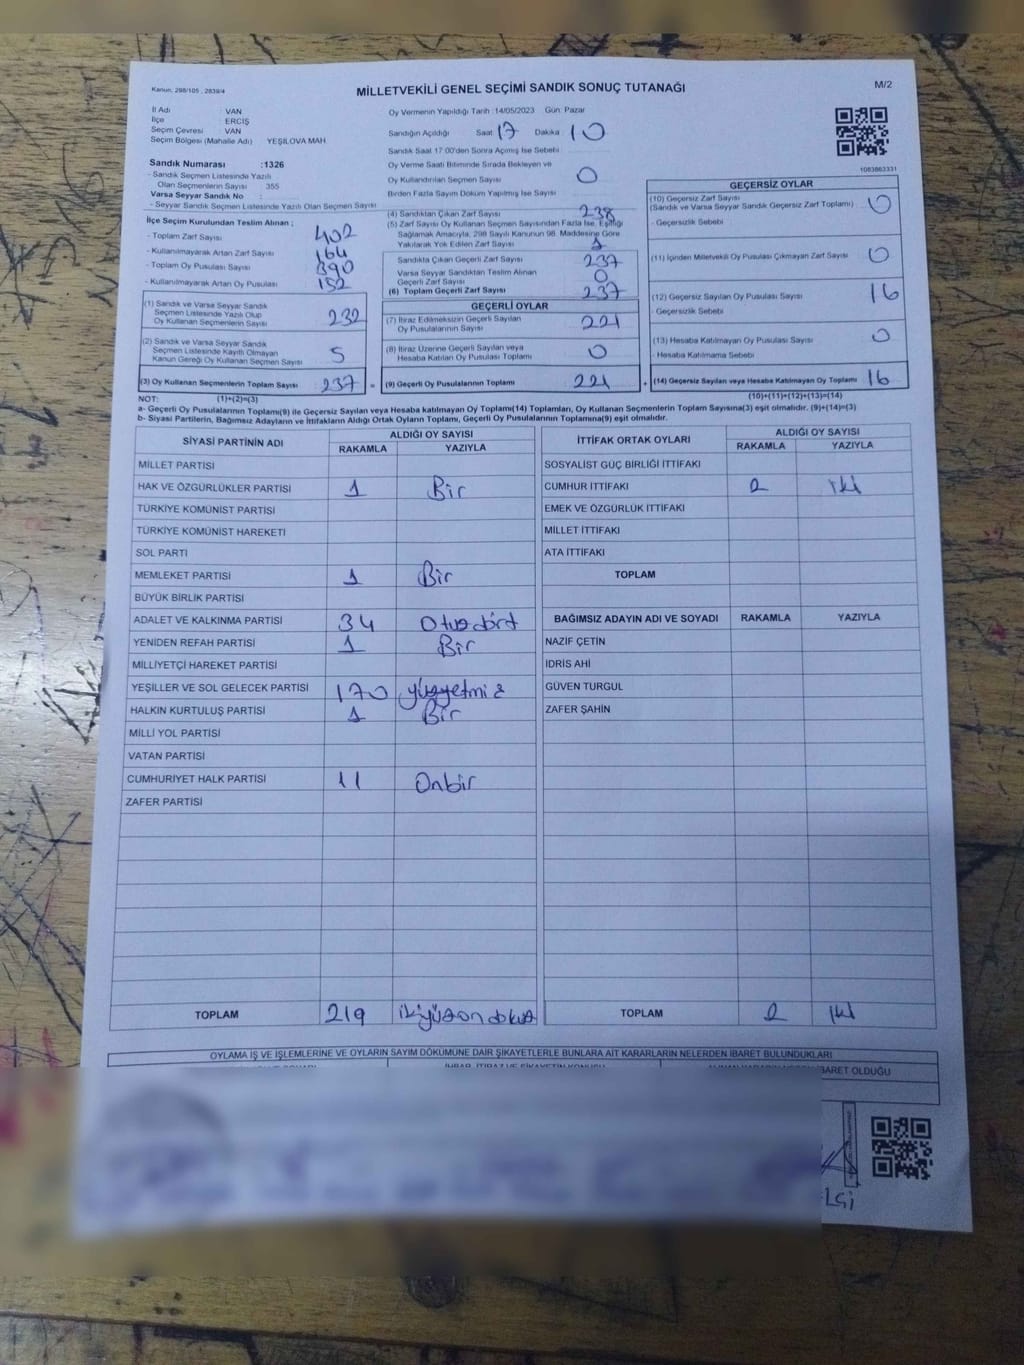 Kanun, 298/105 , 2839/4
MİLLETVEKİLİ GENEL SEÇİMİ SANDIK SONUÇ TUTANAĞI
M/2
İl Adı VAN
İlçe ERCİŞ
Seçim Çevresi VAN
Seçim Bölgesi (Mahalle Adı) YEŞİLOVA MAH
Sandık Numarası :1326
- Sandık Seçmen Listesinde Yazılı
Olan Seçmenlerin Sayısı 355
Varsa Seyyar Sandık No :
- Seyyar Sandık Seçmen Listesinde Yazılı Olan Seçmen Sayısı
İlçe Seçim Kurulundan Teslim Alınan ;
- Toplam Zarf Sayısı 402
- Kullanılmayarak Artan Zarf Sayısı 164
- Toplam Oy Pusulası Sayısı 390
- Kullanılmayarak Artan Oy Pusulası 152
(1) Sandık ve Varsa Seyyar Sandık
Seçmen Listesinde Yazılı Olup
Oy Kullanan Seçmenlerin Sayısı 232
(2) Sandık ve Varsa Seyyar Sandık
Seçmen Listesinde Kayıtlı Olmayan
Kanun Gereği Oy Kullanan Seçmen Sayısı 5
(3) Oy Kullanan Seçmenlerin Toplam Sayısı 237 =
Oy Vermenin Yapıldığı Tarih :14/05/2023 Gün: Pazar
Sandığın Açıldığı Saat 17 Dakika 10
Sandık Saat 17:00'den Sonra Açılmış İse Sebebi
Oy Verme Saati Bitiminde Sırada Bekleyen ve
Oy Kullandırılan Seçmen Sayısı 0
Birden Fazla Sayım Döküm Yapılmış İse Sayısı
(4) Sandıktan Çıkan Zarf Sayısı 238
(5) Zarf Sayısı Oy Kullanan Seçmen Sayısından Fazla İse, Eşitliği
Sağlamak Amacıyla, 298 Sayılı Kanunun 98. Maddesine Göre
Yakılarak Yok Edilen Zarf Sayısı 1
Sandıkta Çıkan Geçerli Zarf Sayısı 237
Varsa Seyyar Sandıktan Teslim Alınan
Geçerli Zarf Sayısı 0
(6) Toplam Geçerli Zarf Sayısı 237
GEÇERLİ OYLAR
(7) İtiraz Edilmeksizin Geçerli Sayılan
Oy Pusulalarının Sayısı 221
(8) İtiraz Üzerine Geçerli Sayılan veya
Hesaba Katılan Oy Pusulası Toplamı 0
(9) Geçerli Oy Pusulalarının Toplamı 221 +
1083863331
GEÇERSİZ OYLAR
(10) Geçersiz Zarf Sayısı
(Sandık ve Varsa Seyyar Sandık Geçersiz Zarf Toplamı) 0
- Geçersizlik Sebebi
(11) İçinden Milletvekili Oy Pusulası Çıkmayan Zarf Sayısı 0
(12) Geçersiz Sayılan Oy Pusulası Sayısı 16
- Geçersizlik Sebebi
(13) Hesaba Katılmayan Oy Pusulası Sayısı 0
- Hesaba Katılmama Sebebi
(14) Geçersiz Sayılan veya Hesaba Katılmayan Oy Toplamı 16
NOT: (1)+(2)=(3) (10)+(11)+(12)+(13)=(14)
a- Geçerli Oy Pusulalarının Toplamı(9) ile Geçersiz Sayılan veya Hesaba katılmayan Oy Toplamı(14) Toplamları, Oy Kullanan Seçmenlerin Toplam Sayısına(3) eşit olmalıdır. (9)+(14)=(3)
b- Siyasi Partilerin, Bağımsız Adayların ve İttifakların Aldığı Ortak Oyların Toplamı, Geçerli Oy Pusulalarının Toplamına(9) eşit olmalıdır.
SİYASİ PARTİNİN ADI ALDIĞI OY SAYISI
RAKAMLA YAZIYLA
MİLLET PARTİSİ
HAK VE ÖZGÜRLÜKLER PARTİSİ 1 Bir
TÜRKİYE KOMÜNİST PARTİSİ
TÜRKİYE KOMÜNİST HAREKETİ
SOL PARTİ
MEMLEKET PARTİSİ 1 Bir
BÜYÜK BİRLİK PARTİSİ
ADALET VE KALKINMA PARTİSİ 34 Otuzdört
YENİDEN REFAH PARTİSİ 1 Bir
MİLLİYETÇİ HAREKET PARTİSİ
YEŞİLLER VE SOL GELECEK PARTİSİ 170 yüzyetmiş
HALKIN KURTULUŞ PARTİSİ 1 Bir
MİLLİ YOL PARTİSİ
VATAN PARTİSİ
CUMHURİYET HALK PARTİSİ 11 Onbir
ZAFER PARTİSİ
TOPLAM 219 ikiyüzondokuz
İTTİFAK ORTAK OYLARI ALDIĞI OY SAYISI
RAKAMLA YAZIYLA
SOSYALİST GÜÇ BİRLİĞİ İTTİFAKI
CUMHUR İTTİFAKI 2 iki
EMEK VE ÖZGÜRLÜK İTTİFAKI
MİLLET İTTİFAKI
ATA İTTİFAKI
TOPLAM
BAĞIMSIZ ADAYIN ADI VE SOYADI RAKAMLA YAZIYLA
NAZİF ÇETİN
İDRİS AHİ
GÜVEN TURGUL
ZAFER ŞAHİN
TOPLAM 2 iki
OYLAMA İŞ VE İŞLEMLERİNE VE OYLARIN SAYIM DÖKÜMÜNE DAİR ŞİKAYETLERLE BUNLARA AİT KARARLARIN NELERDEN İBARET BULUNDUKLARI
İBARET OLDUĞU